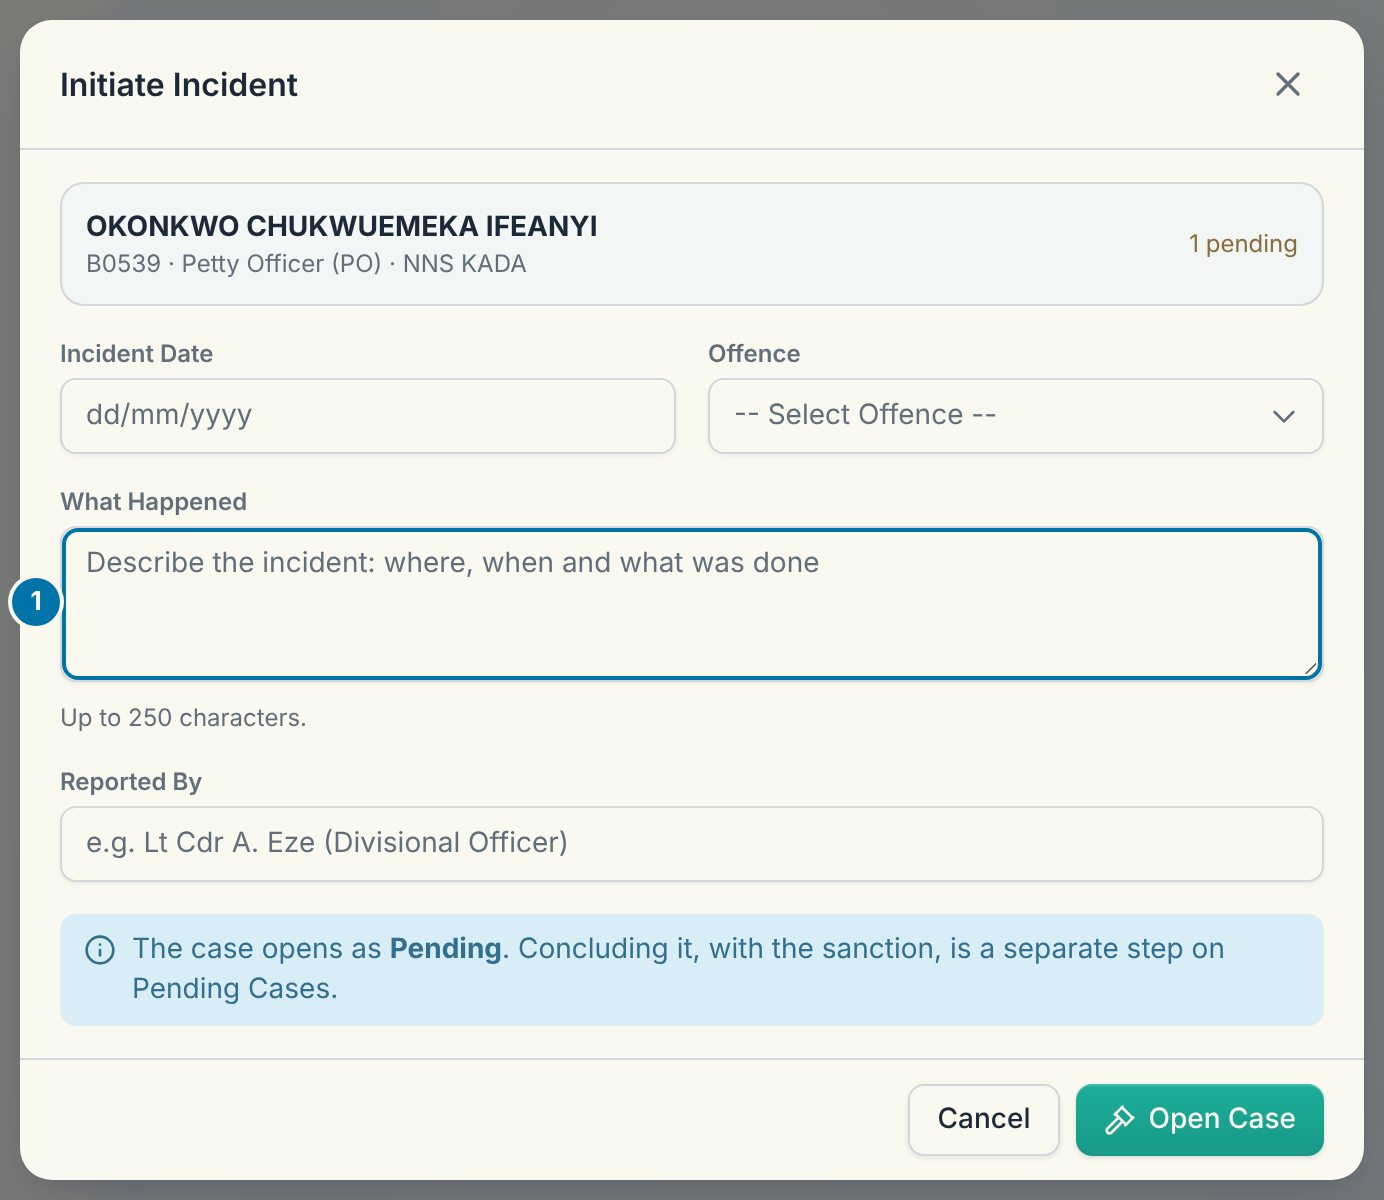 Initiate Incident
OKONKWO CHUKWUEMEKA IFEANYI
1 pending
B0539 · Petty Officer (PO) · NNS KADA
Incident Date
Offence
dd/mm/yyyy
-- Select Offence --
What Happened
Describe the incident: where, when and what was done
1
Up to 250 characters.
Reported By
e.g. Lt Cdr A. Eze (Divisional Officer)
The case opens as Pending. Concluding it, with the sanction, is a separate step on
Pending Cases.
Cancel
Open Case